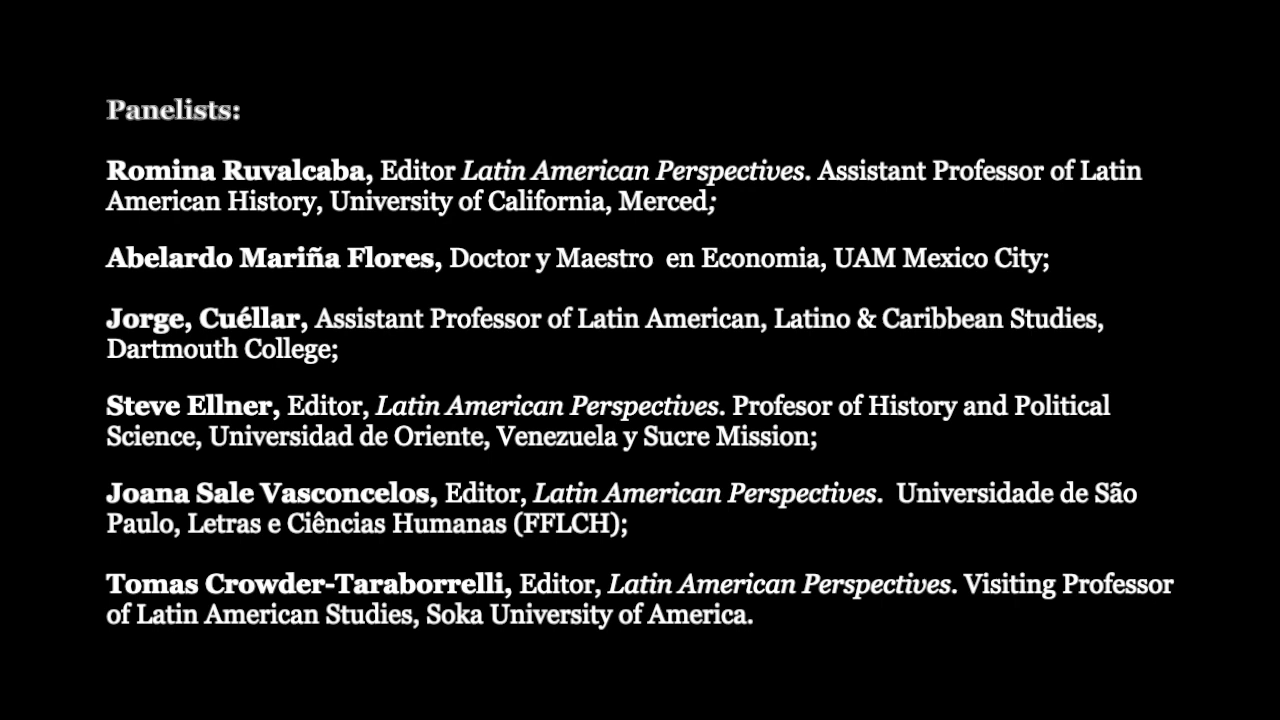 Panelists:
Romina Ruvalcaba, Editor Latin American Perspectives. Assistant Professor of Latin
American History, University of California, Merced;
Abelardo Mariña Flores, Doctor y Maestro  en Economia, UAM Mexico City;
Jorge, Cuéllar, Assistant Professor of Latin American, Latino & Caribbean Studies,
Dartmouth College;
Steve Ellner, Editor, Latin American Perspectives. Profesor of History and Political
Science, Universidad de Oriente, Venezuela y Sucre Mission;
Joana Sale Vasconcelos, Editor, Latin American Perspectives.  Universidade de São
Paulo, Letras e Ciências Humanas (FFLCH);
Tomas Crowder-Taraborrelli, Editor, Latin American Perspectives. Visiting Professor
of Latin American Studies, Soka University of America.